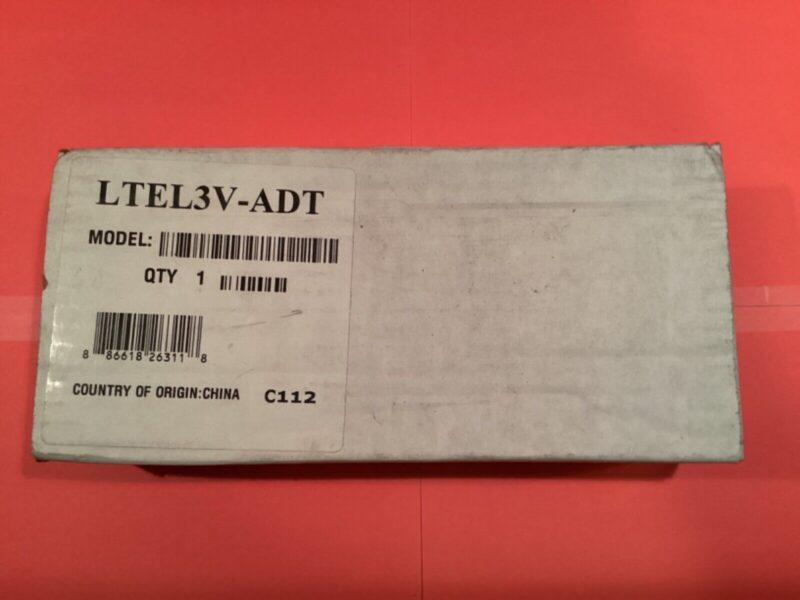 LTEL3V-ADT
MODEL:
QTY 1
8 86618 26311 8
COUNTRY OF ORIGIN:CHINA C112